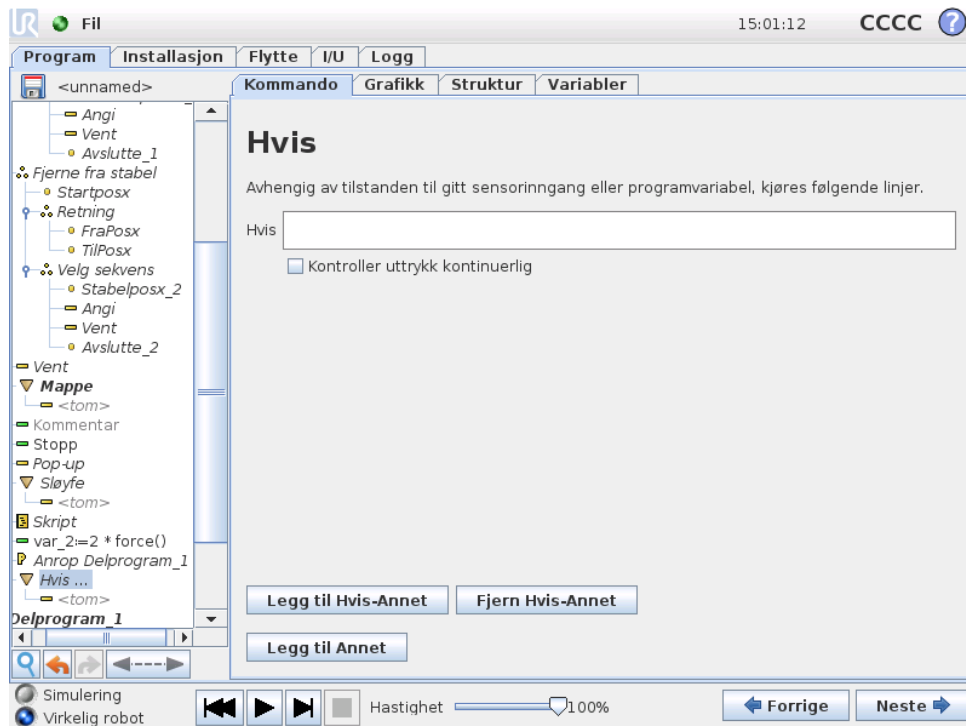 UR Fil 15:01:12 CCCC ?
Program Installasjon Flytte I/U Logg
<unnamed>
Kommando Grafikk Struktur Variabler
Angi
Vent
Avslutte_1
Fjerne fra stabel
Startposx
Retning
FraPosx
TilPosx
Velg sekvens
Stabelposx_2
Angi
Vent
Avslutte_2
Vent
Mappe
<tom>
Kommentar
Stopp
Pop-up
Sløyfe
<tom>
Skript
var_2:=2 * force()
P Anrop Delprogram_1
Hvis ...
<tom>
Delprogram_1
Hvis
Avhengig av tilstanden til gitt sensorinngang eller programvariabel, kjøres følgende linjer.
Hvis
Kontroller uttrykk kontinuerlig
Legg til Hvis-Annet Fjern Hvis-Annet
Legg til Annet
Simulering
Virkelig robot
Hastighet 100%
Forrige Neste